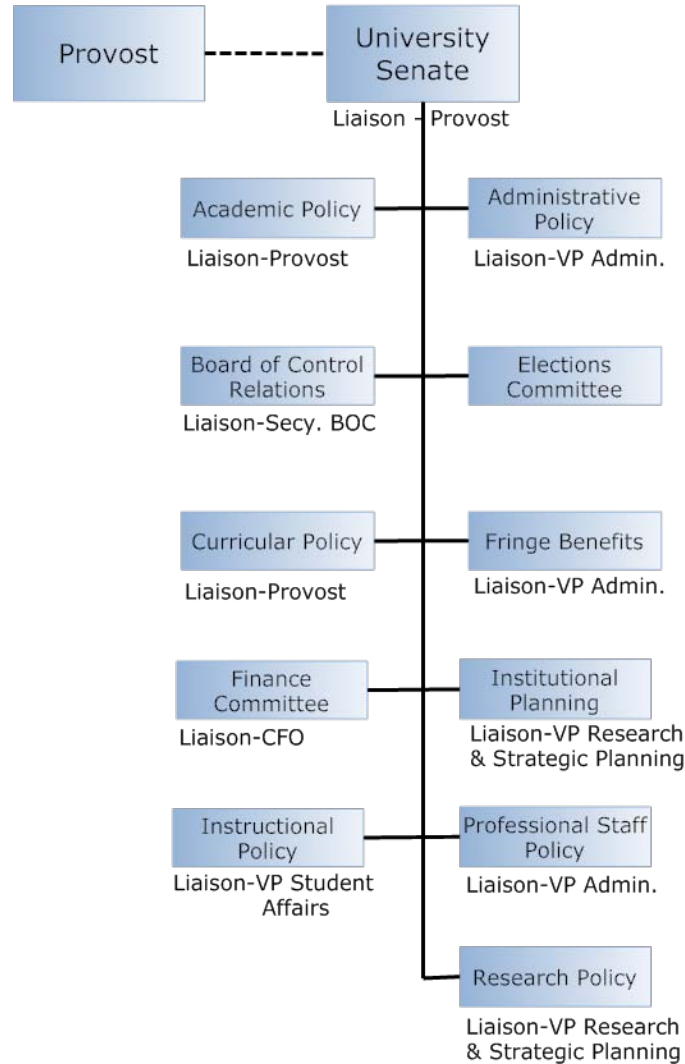 Provost
University
Senate
Liaison - Provost
Academic Policy
Liaison-Provost
Administrative
Policy
Liaison-VP Admin.
Board of Control
Relations
Liaison-Secy. BOC
Elections
Committee
Curricular Policy
Liaison-Provost
Fringe Benefits
Liaison-VP Admin.
Finance
Committee
Liaison-CFO
Institutional
Planning
Liaison-VP Research
& Strategic Planning
Instructional
Policy
Liaison-VP Student
Affairs
Professional Staff
Policy
Liaison-VP Admin.
Research Policy
Liaison-VP Research
& Strategic Planning